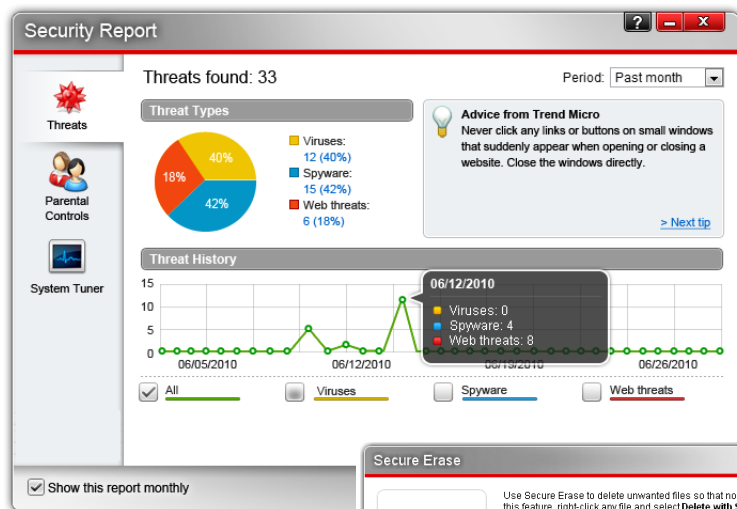 Security Report
?
Threats found: 33
Period: Past month
Threats
Parental
Controls
System Tuner
Threat Types
40%
18%
42%
Viruses:
12 (40%)
Spyware:
15 (42%)
Web threats:
6 (18%)
Advice from Trend Micro
Never click any links or buttons on small windows
that suddenly appear when opening or closing a
website. Close the windows directly.
> Next tip
Threat History
15
10
5
0
06/12/2010
Viruses: 0
Spyware: 4
Web threats: 8
06/05/2010
06/12/2010
06/19/2010
06/26/2010
All
Viruses
Spyware
Web threats
Show this report monthly
Secure Erase
Use Secure Erase to delete unwanted files so that no
this feature, right-click any file and select Delete with S